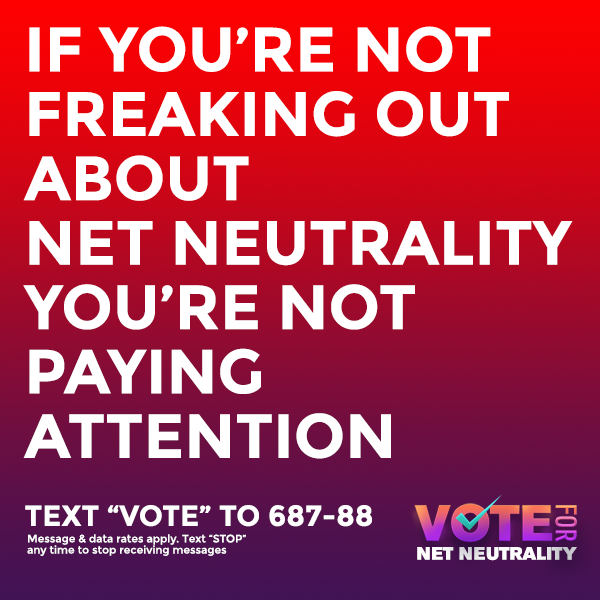 IF YOU’RE NOT
FREAKING OUT
ABOUT
NET NEUTRALITY
YOU’RE NOT
PAYING
ATTENTION
TEXT “VOTE” TO 687-88
Message & data rates apply. Text “STOP”
any time to stop receiving messages
VOTE FOR
NET NEUTRALITY